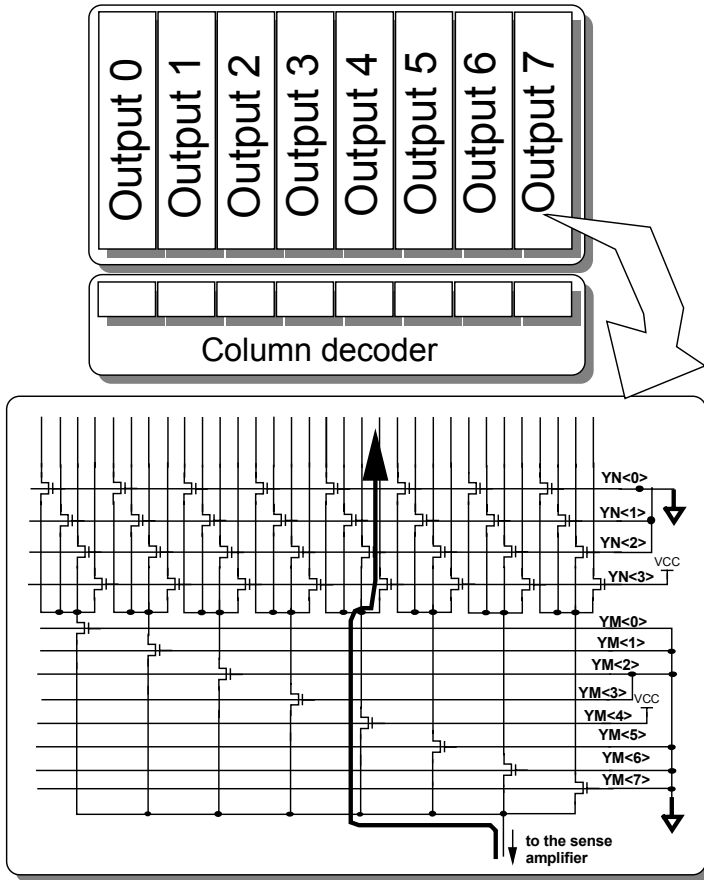 Output 0
Output 1
Output 2
Output 3
Output 4
Output 5
Output 6
Output 7
Column decoder
YN<0>
YN<1>
YN<2>
VCC
YN<3>
YM<0>
YM<1>
YM<2>
YM<3>
VCC
YM<4>
YM<5>
YM<6>
YM<7>
to the sense
amplifier